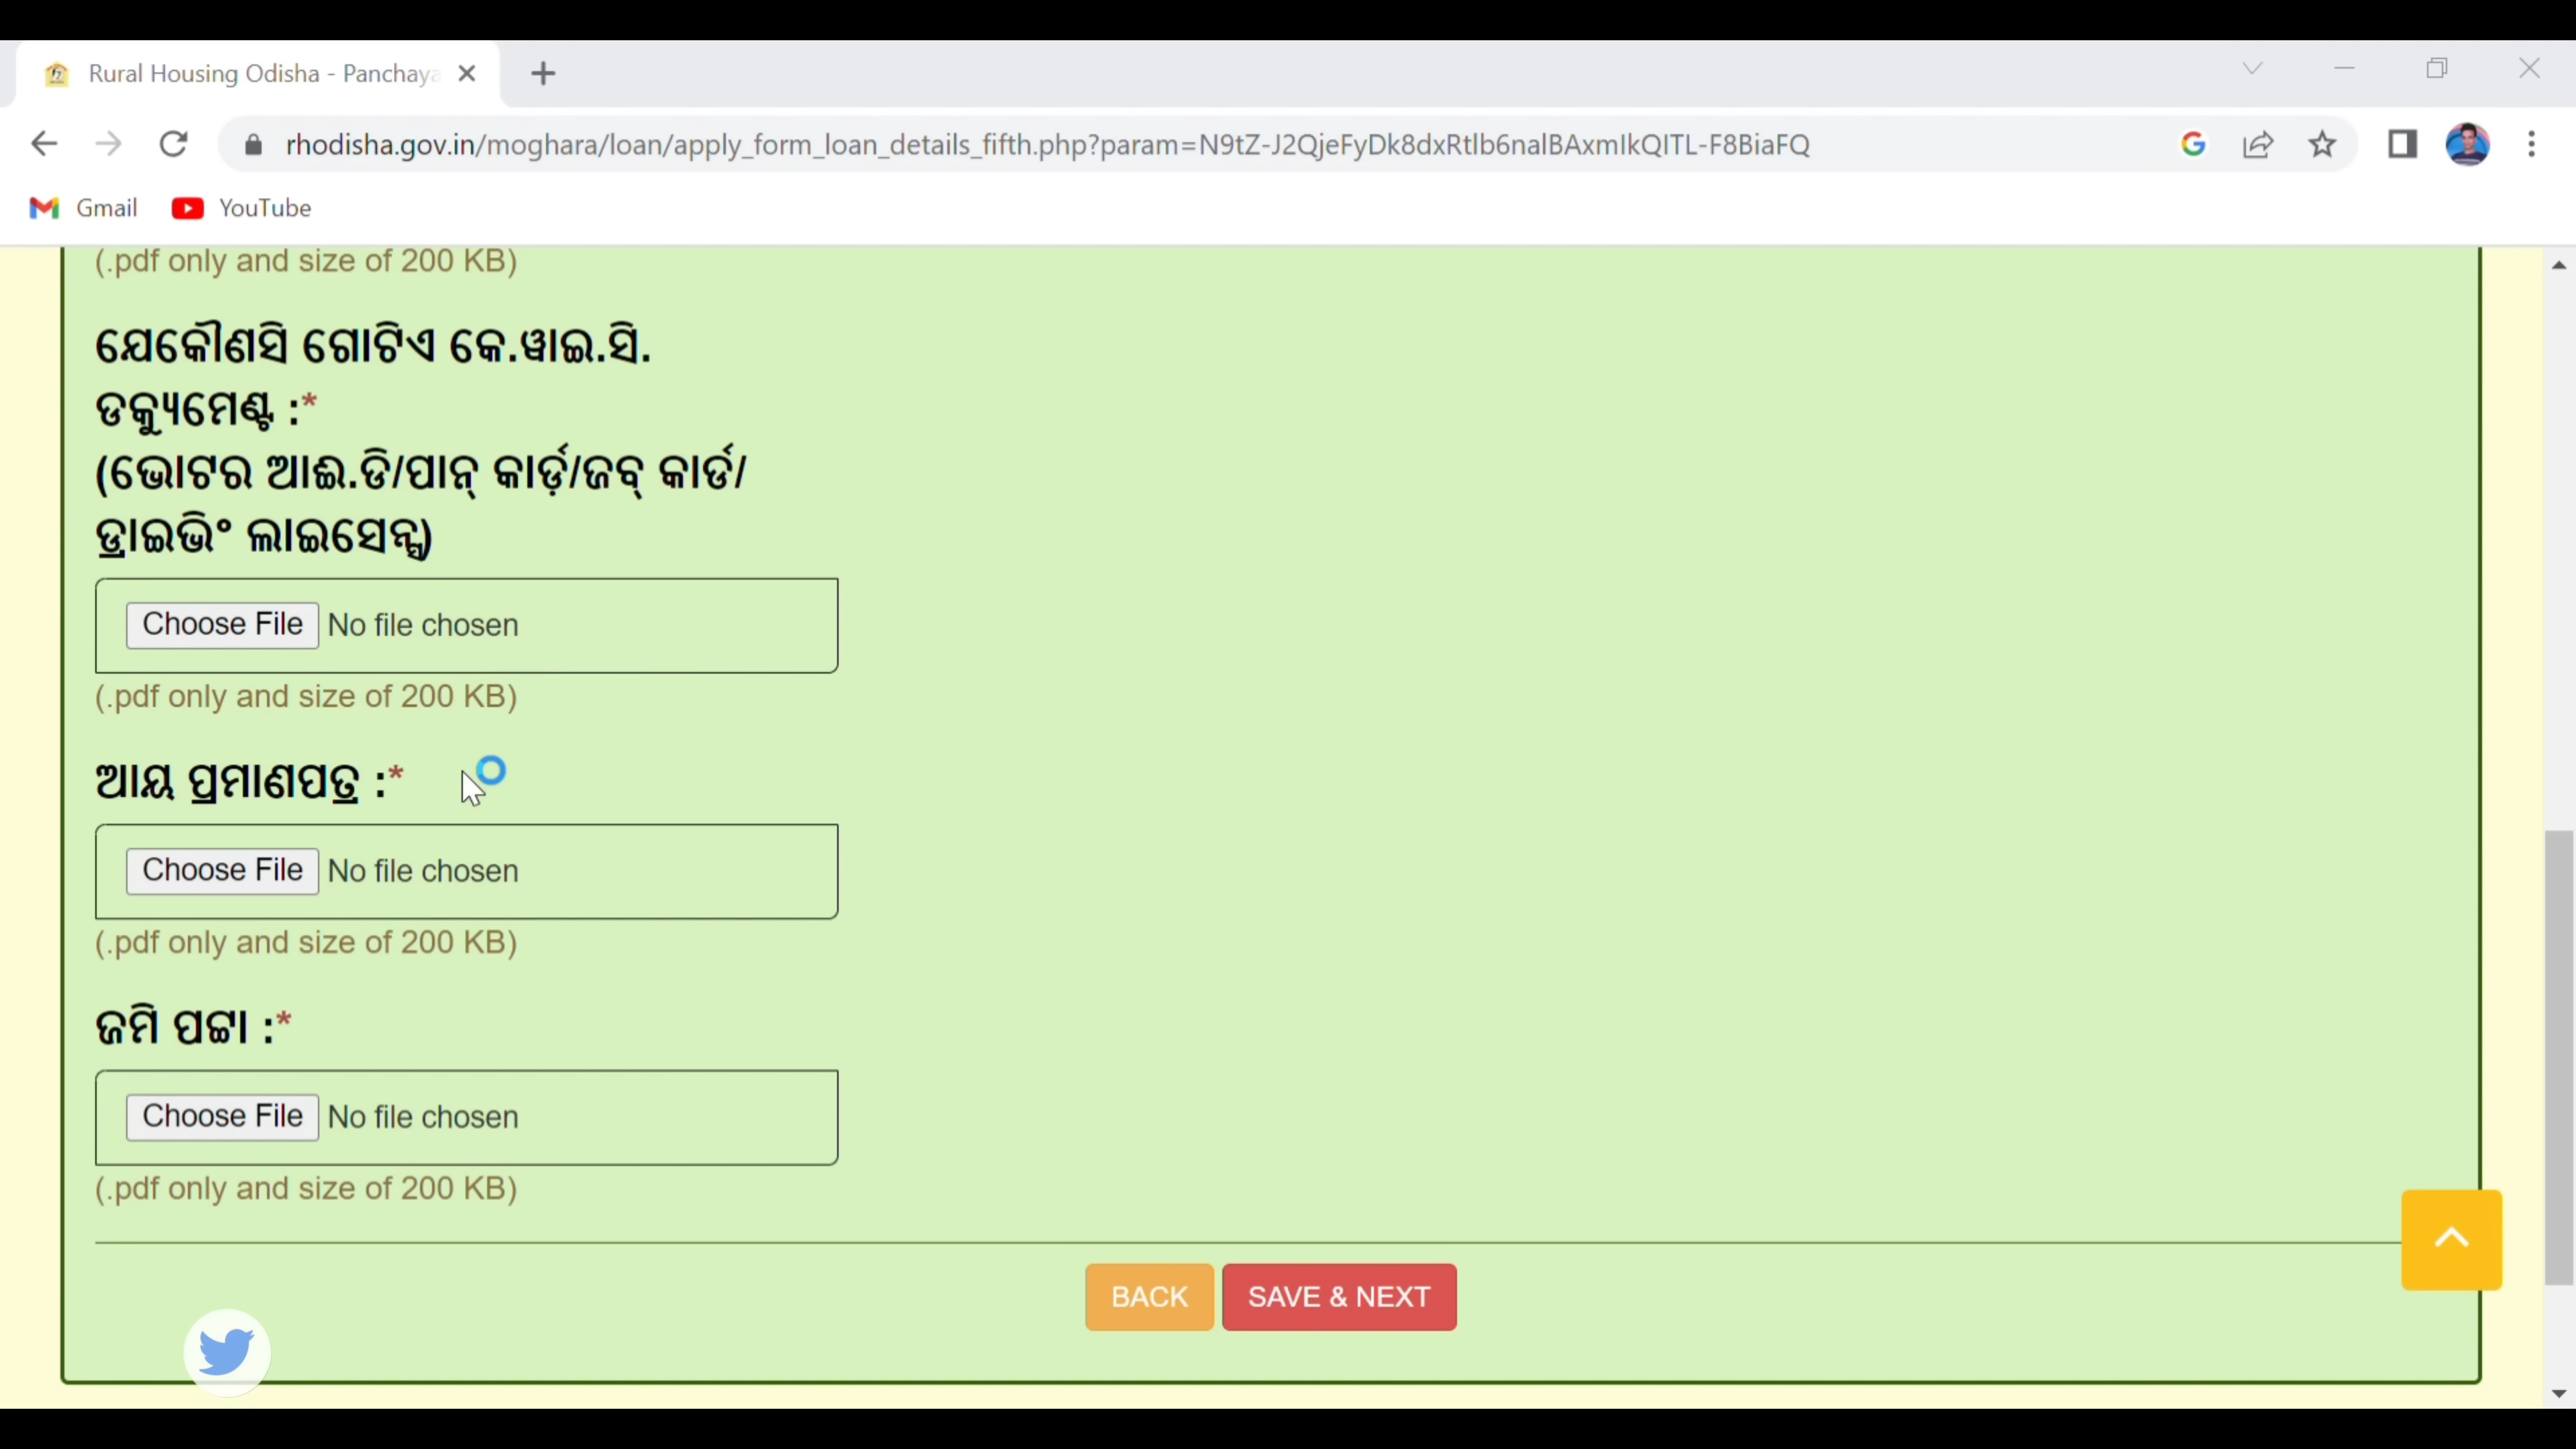 Rural Housing Odisha - Panchaya
rhodisha.gov.in/moghara/loan/apply_form_loan_details_fifth.php?param=N9tZ-J2QjeFyDk8dxRtlb6nalBAxmIkQITL-F8BiaFQ
Gmail YouTube
(.pdf only and size of 200 KB)
ଯେକୌଣସି ଗୋଟିଏ କେ.ୱାଇ.ସି.
ଡକ୍ୟୁମେଣ୍ଟ :*
(ଭୋଟର ଆଈ.ଡି/ପାନ୍ କାର୍ଡ଼/ଜବ୍ କାର୍ଡ/
ଡ୍ରାଇଭିଂ ଲାଇସେନ୍ସ)
Choose File No file chosen
(.pdf only and size of 200 KB)
ଆୟ ପ୍ରମାଣପତ୍ର :*
Choose File No file chosen
(.pdf only and size of 200 KB)
ଜମି ପଟ୍ଟା :*
Choose File No file chosen
(.pdf only and size of 200 KB)
BACK SAVE & NEXT